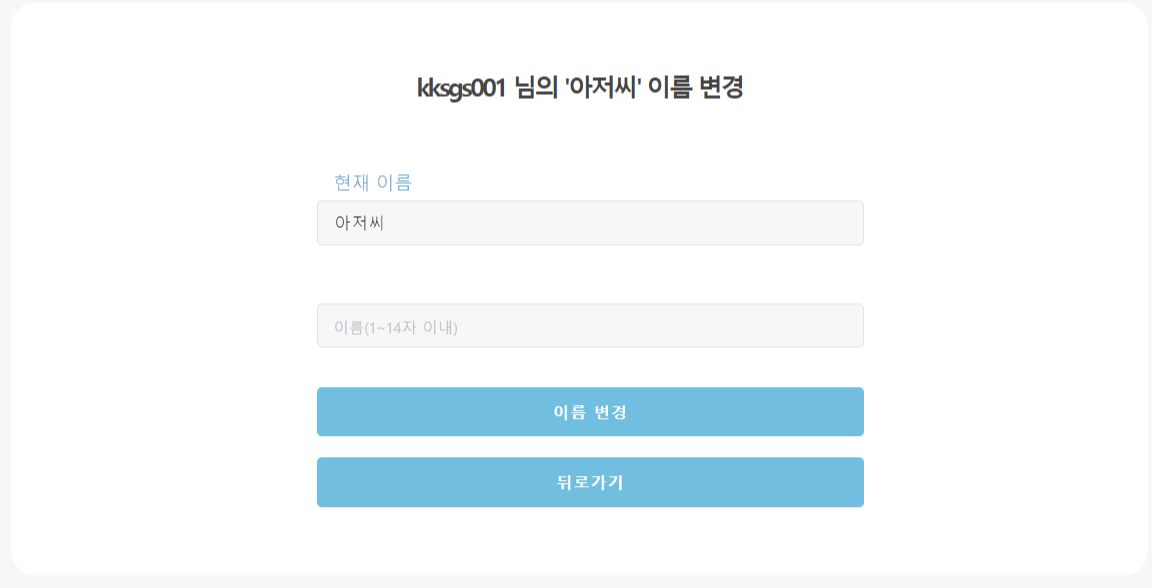 kksgs001 님의 '아저씨' 이름 변경
현재 이름
아저씨
이름(1~14자 이내)
이름 변경
뒤로가기